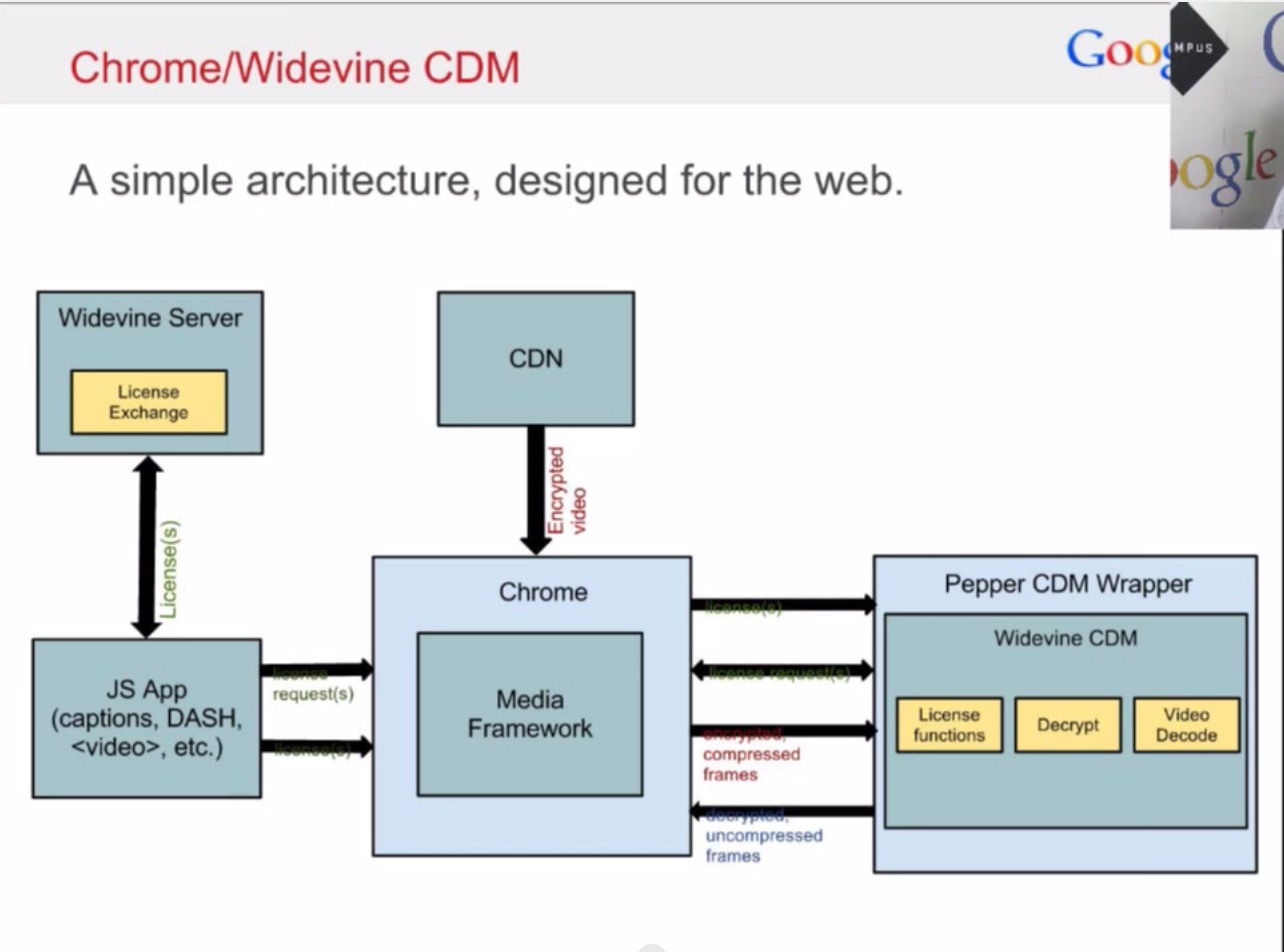 Chrome/Widevine CDM
Goo
MPUS
ogle
A simple architecture, designed for the web.
Widevine Server
License
Exchange
CDN
Encrypted
video
License(s)
JS App
(captions, DASH,
<video>, etc.)
license
request(s)
license(s)
Chrome
Media
Framework
license(s)
license request(s)
encrypted,
compressed
frames
decrypted,
uncompressed
frames
Pepper CDM Wrapper
Widevine CDM
License
functions
Decrypt
Video
Decode